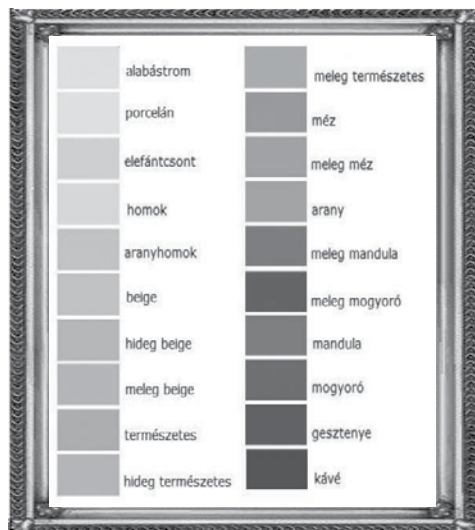 alabástrom
porcelán
elefántcsont
homok
aranyhomok
beige
hideg beige
meleg beige
természetes
hideg természetes
meleg természetes
méz
meleg méz
arany
meleg mandula
meleg mogyoró
mandula
mogyoró
gesztenye
kávé